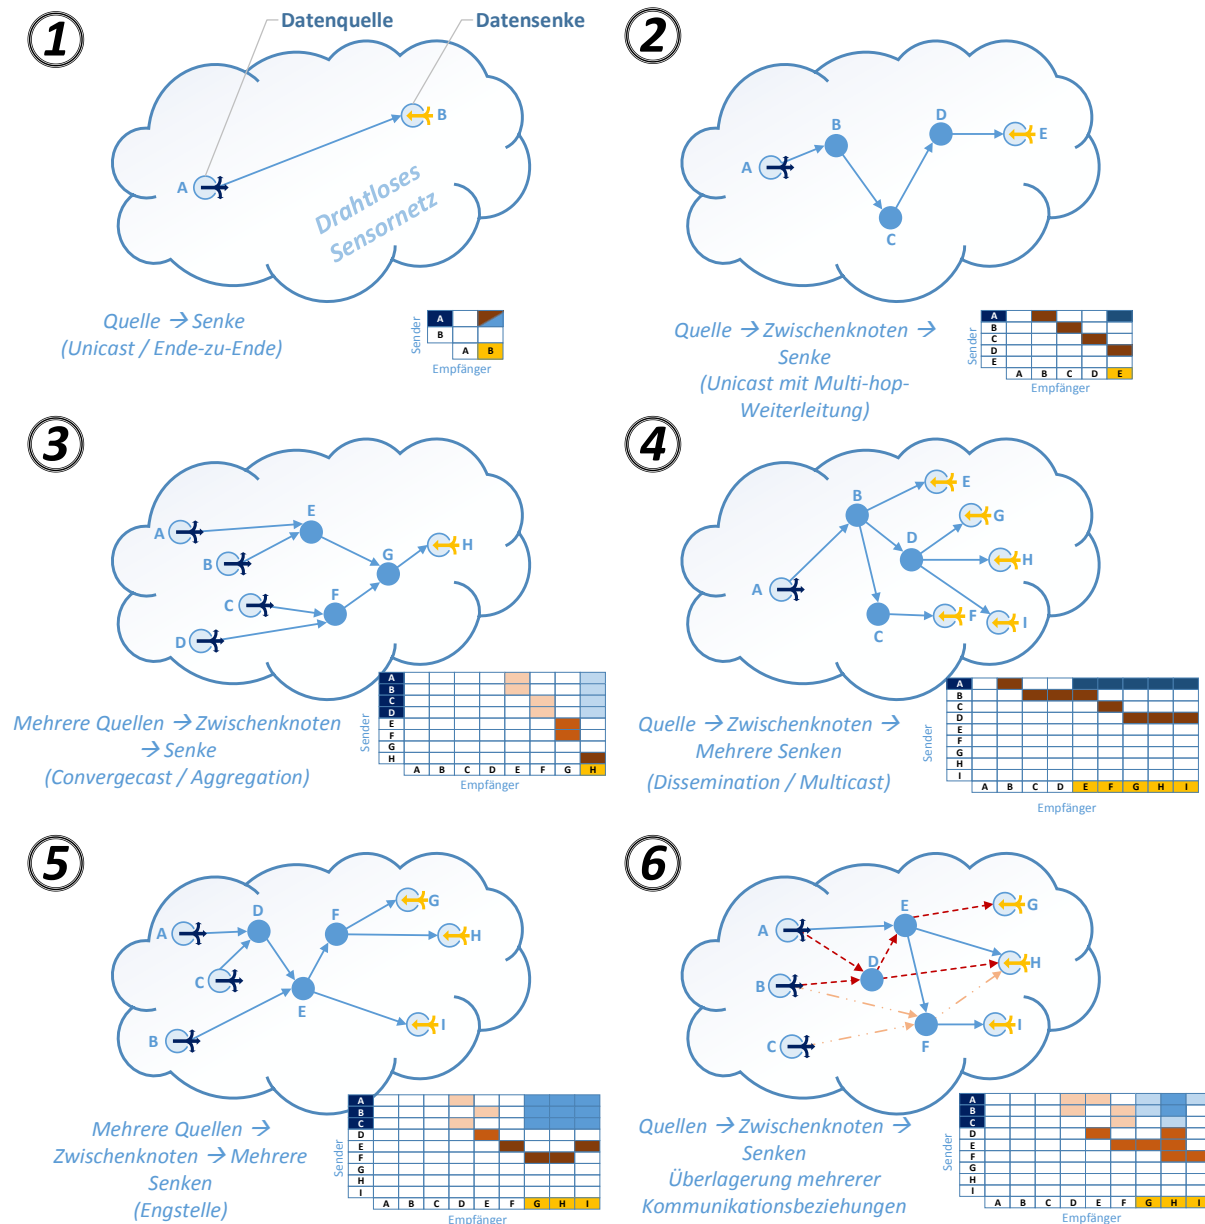 1
Datenquelle
Datensenke
B
A
Drahtloses
Sensornetz
Quelle → Senke
(Unicast / Ende-zu-Ende)
Sender
A
B
A B
Empfänger
2
B
D
A
E
C
Quelle → Zwischenknoten →
Senke
(Unicast mit Multi-hop-
Weiterleitung)
Sender
A
B
C
D
E
A B C D E
Empfänger
3
A
E
B
G
H
C
F
D
Mehrere Quellen → Zwischenknoten
→ Senke
(Convergecast / Aggregation)
Sender
A
B
C
D
E
F
G
H
A B C D E F G H
Empfänger
4
E
B
G
D
H
A
C
F
I
Quelle → Zwischenknoten →
Mehrere Senken
(Dissemination / Multicast)
Sender
A
B
C
D
E
F
G
H
I
A B C D E F G H I
Empfänger
5
G
D
F
A
H
C
E
I
B
Mehrere Quellen →
Zwischenknoten → Mehrere
Senken
(Engstelle)
Sender
A
B
C
D
E
F
G
H
I
A B C D E F G H I
Empfänger
6
E
G
A
D
H
B
F
I
C
Quellen → Zwischenknoten →
Senken
Überlagerung mehrerer
Kommunikationsbeziehungen
Sender
A
B
C
D
E
F
G
H
I
A B C D E F G H I
Empfänger